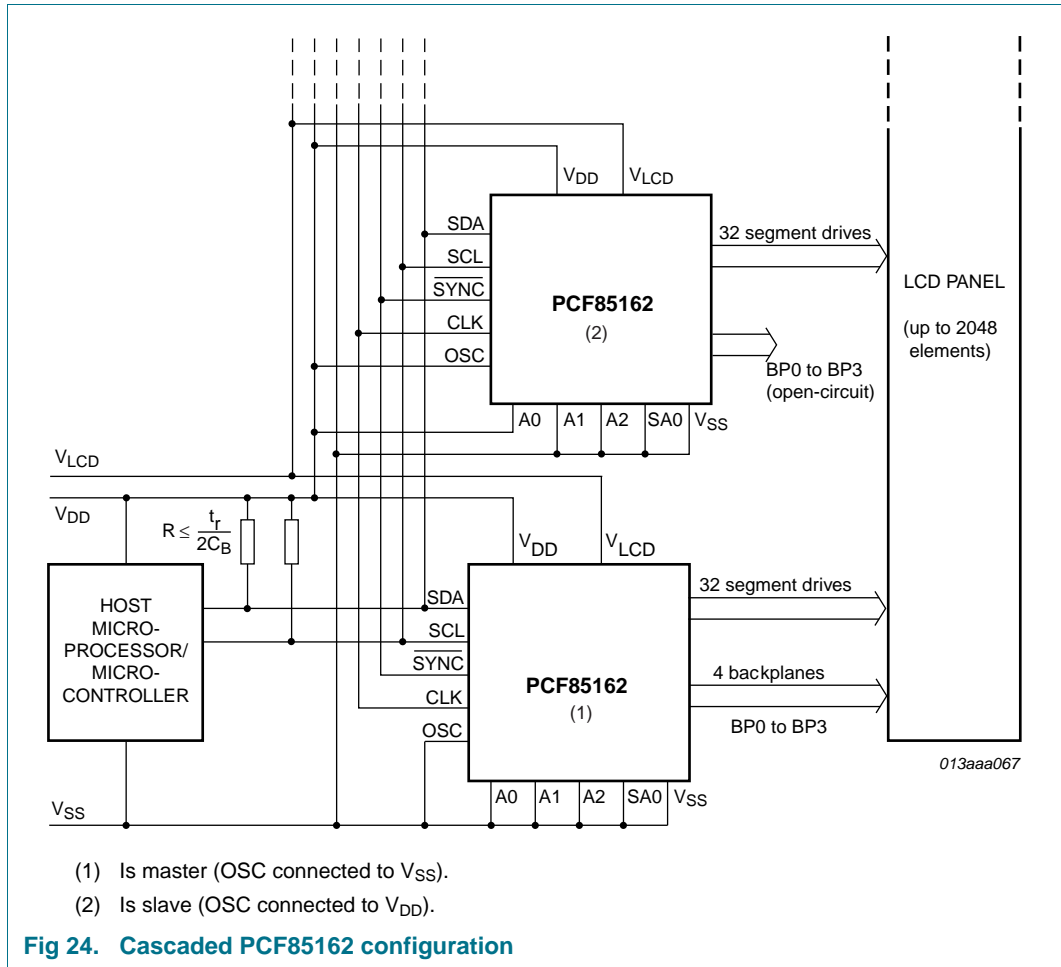 VDD
VLCD
SDA
SCL
SYNC
CLK
OSC
PCF85162
(2)
A0 A1 A2 SA0 VSS
32 segment drives
BP0 to BP3
(open-circuit)
LCD PANEL
(up to 2048
elements)
VLCD
VDD
R ≤ tr
2CB
HOST
MICRO-
PROCESSOR/
MICRO-
CONTROLLER
VSS
VDD
VLCD
SDA
SCL
SYNC
CLK
OSC
PCF85162
(1)
A0 A1 A2 SA0 VSS
32 segment drives
4 backplanes
BP0 to BP3
013aaa067
(1) Is master (OSC connected to VSS).
(2) Is slave (OSC connected to VDD).
Fig 24. Cascaded PCF85162 configuration